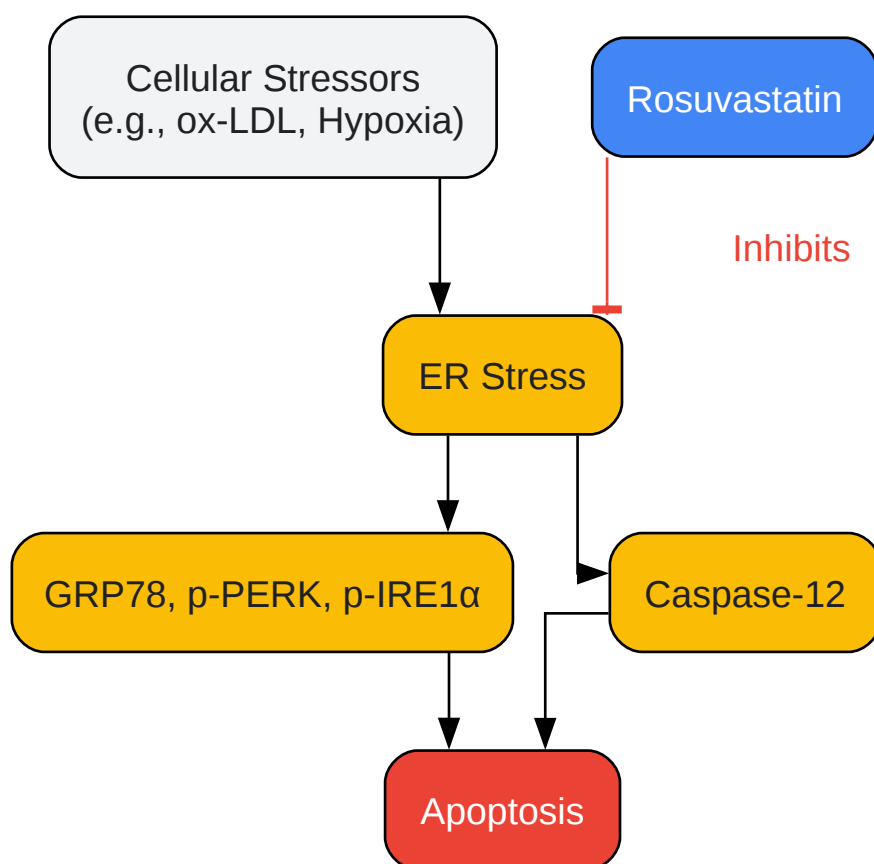 Cellular Stressors
(e.g., ox-LDL, Hypoxia)
Rosuvastatin
Inhibits
ER Stress
GRP78, p-PERK, p-IRE1α
Caspase-12
Apoptosis